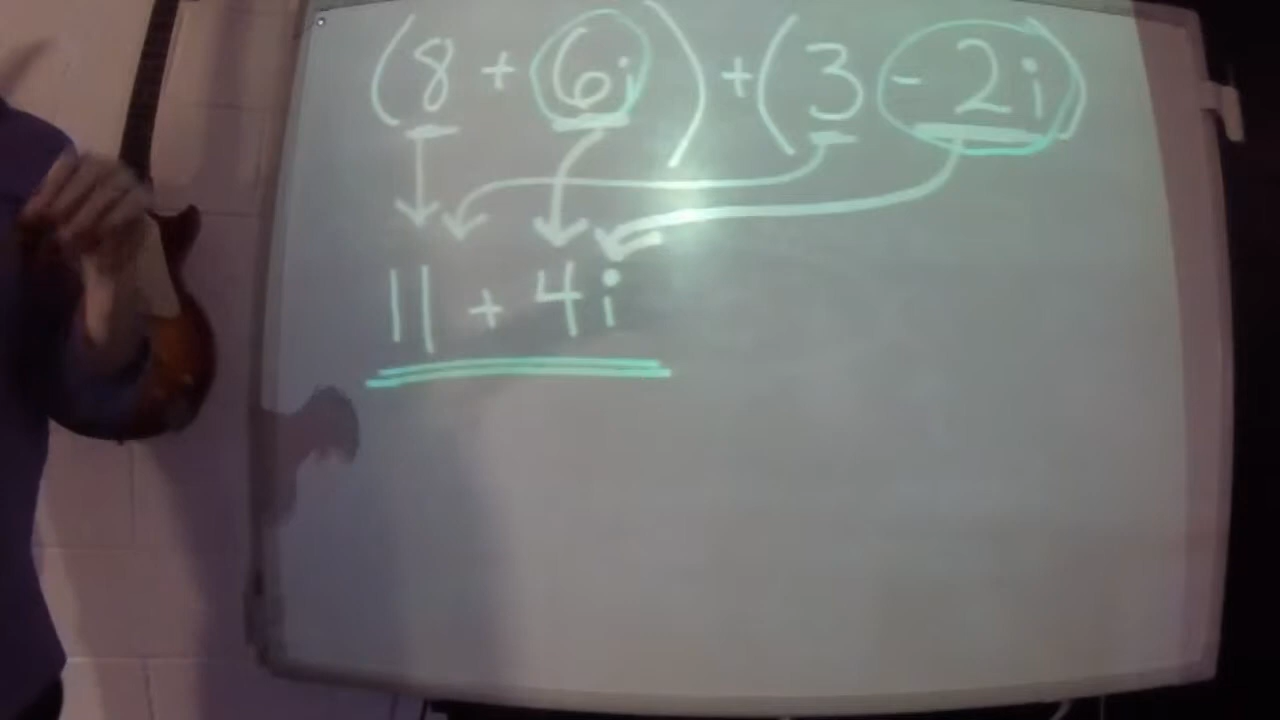 (8 + 6i) + (3 - 2i)
11 + 4i